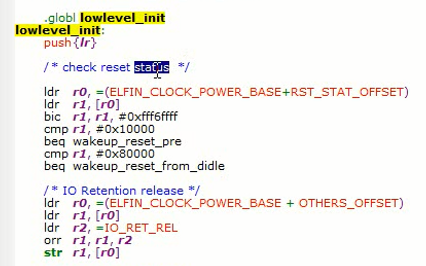 .globl lowlevel_init
lowlevel_init:
push {lr}
/* check reset status */
ldr r0, =(ELFIN_CLOCK_POWER_BASE+RST_STAT_OFFSET)
ldr r1, [r0]
bic r1, r1, #0xfff6ffff
cmp r1, #0x10000
beq wakeup_reset_pre
cmp r1, #0x80000
beq wakeup_reset_from_didle
/* IO Retention release */
ldr r0, =(ELFIN_CLOCK_POWER_BASE + OTHERS_OFFSET)
ldr r1, [r0]
ldr r2, =IO_RET_REL
orr r1, r1, r2
str r1, [r0]